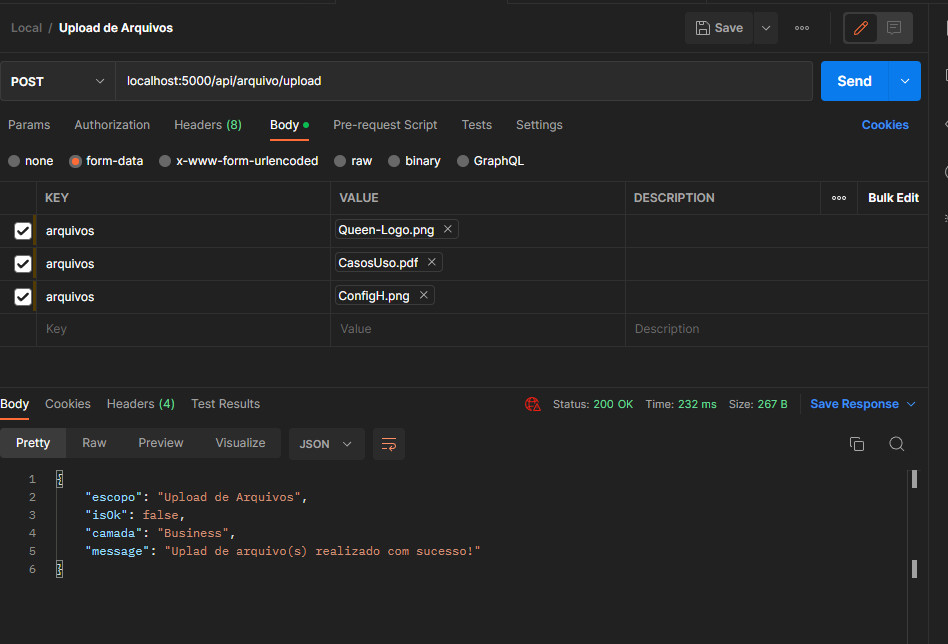 Local / Upload de Arquivos Save
POST localhost:5000/api/arquivo/upload Send
Params Authorization Headers (8) Body Pre-request Script Tests Settings Cookies
none form-data x-www-form-urlencoded raw binary GraphQL
KEY VALUE DESCRIPTION Bulk Edit
arquivos Queen-Logo.png
arquivos CasosUso.pdf
arquivos ConfigH.png
Key Value Description
Body Cookies Headers (4) Test Results Status: 200 OK Time: 232 ms Size: 267 B Save Response
Pretty Raw Preview Visualize JSON
1 {
2 "escopo": "Upload de Arquivos",
3 "isOk": false,
4 "camada": "Business",
5 "message": "Uplad de arquivo(s) realizado com sucesso!"
6 }